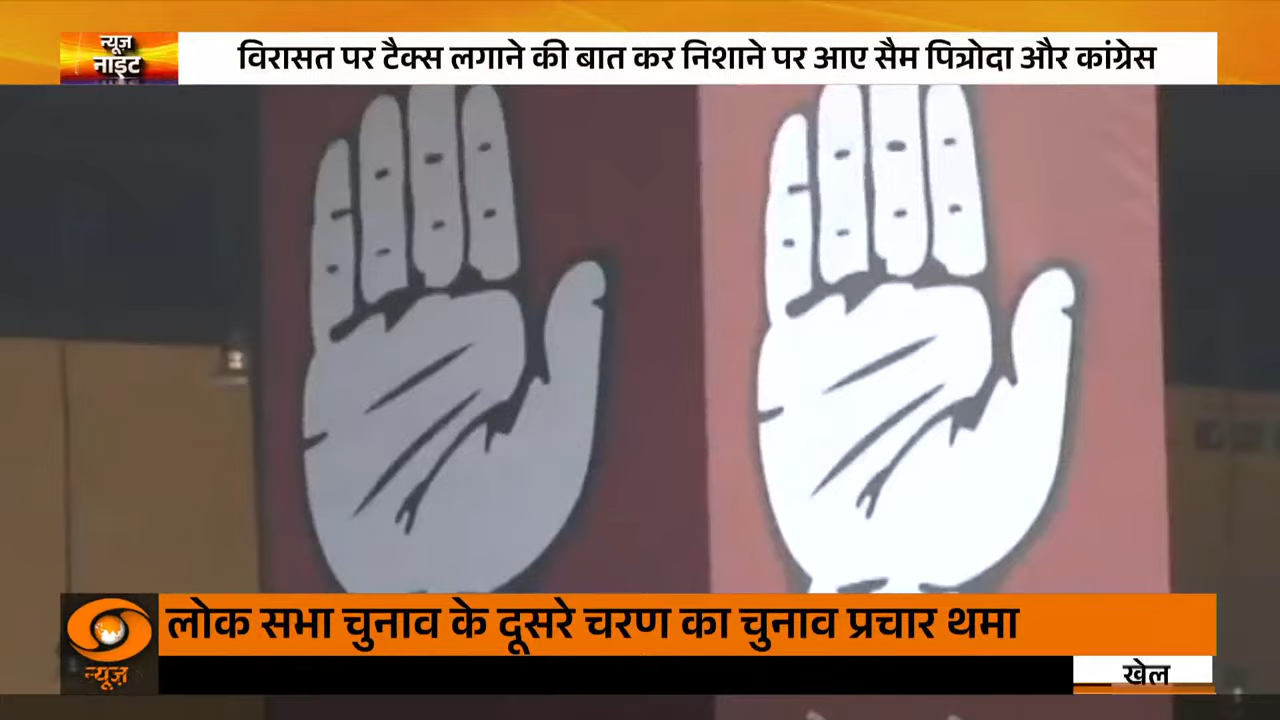 न्यूज़
नाइट
विरासत पर टैक्स लगाने की बात कर निशाने पर आए सैम पित्रोदा और कांग्रेस
लोक सभा चुनाव के दूसरे चरण का चुनाव प्रचार थमा
न्यूज़
खेल